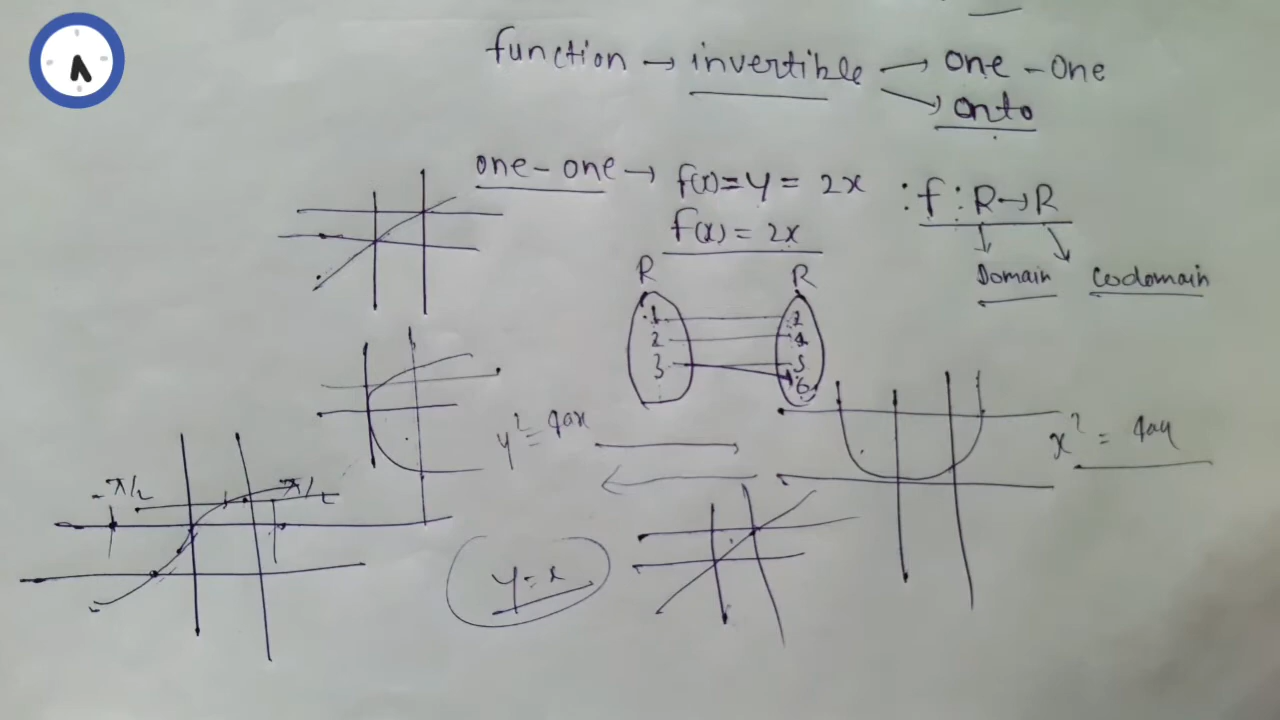 function → invertible → one - one
→ onto
one - one → f(x) = y = 2x : f : R → R
f(x) = 2x
Domain Codomain
R R
1 2
2 4
3 5
6
y² = 4ax
x² = 4ay
-π/2 π/2
y = x